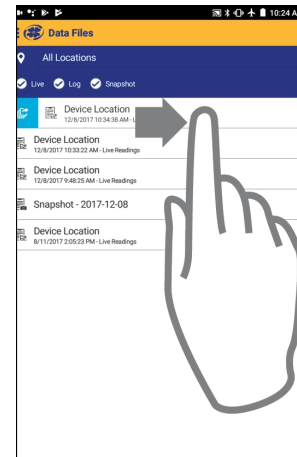 10:24 A
Data Files
All Locations
Live Log Snapshot
Device Location
12/8/2017 10:34:38 AM - L
Device Location
12/8/2017 10:33:22 AM - Live Readings
Device Location
12/8/2017 9:48:25 AM - Live Readings
Snapshot - 2017-12-08
Device Location
8/11/2017 2:05:23 PM - Live Readings